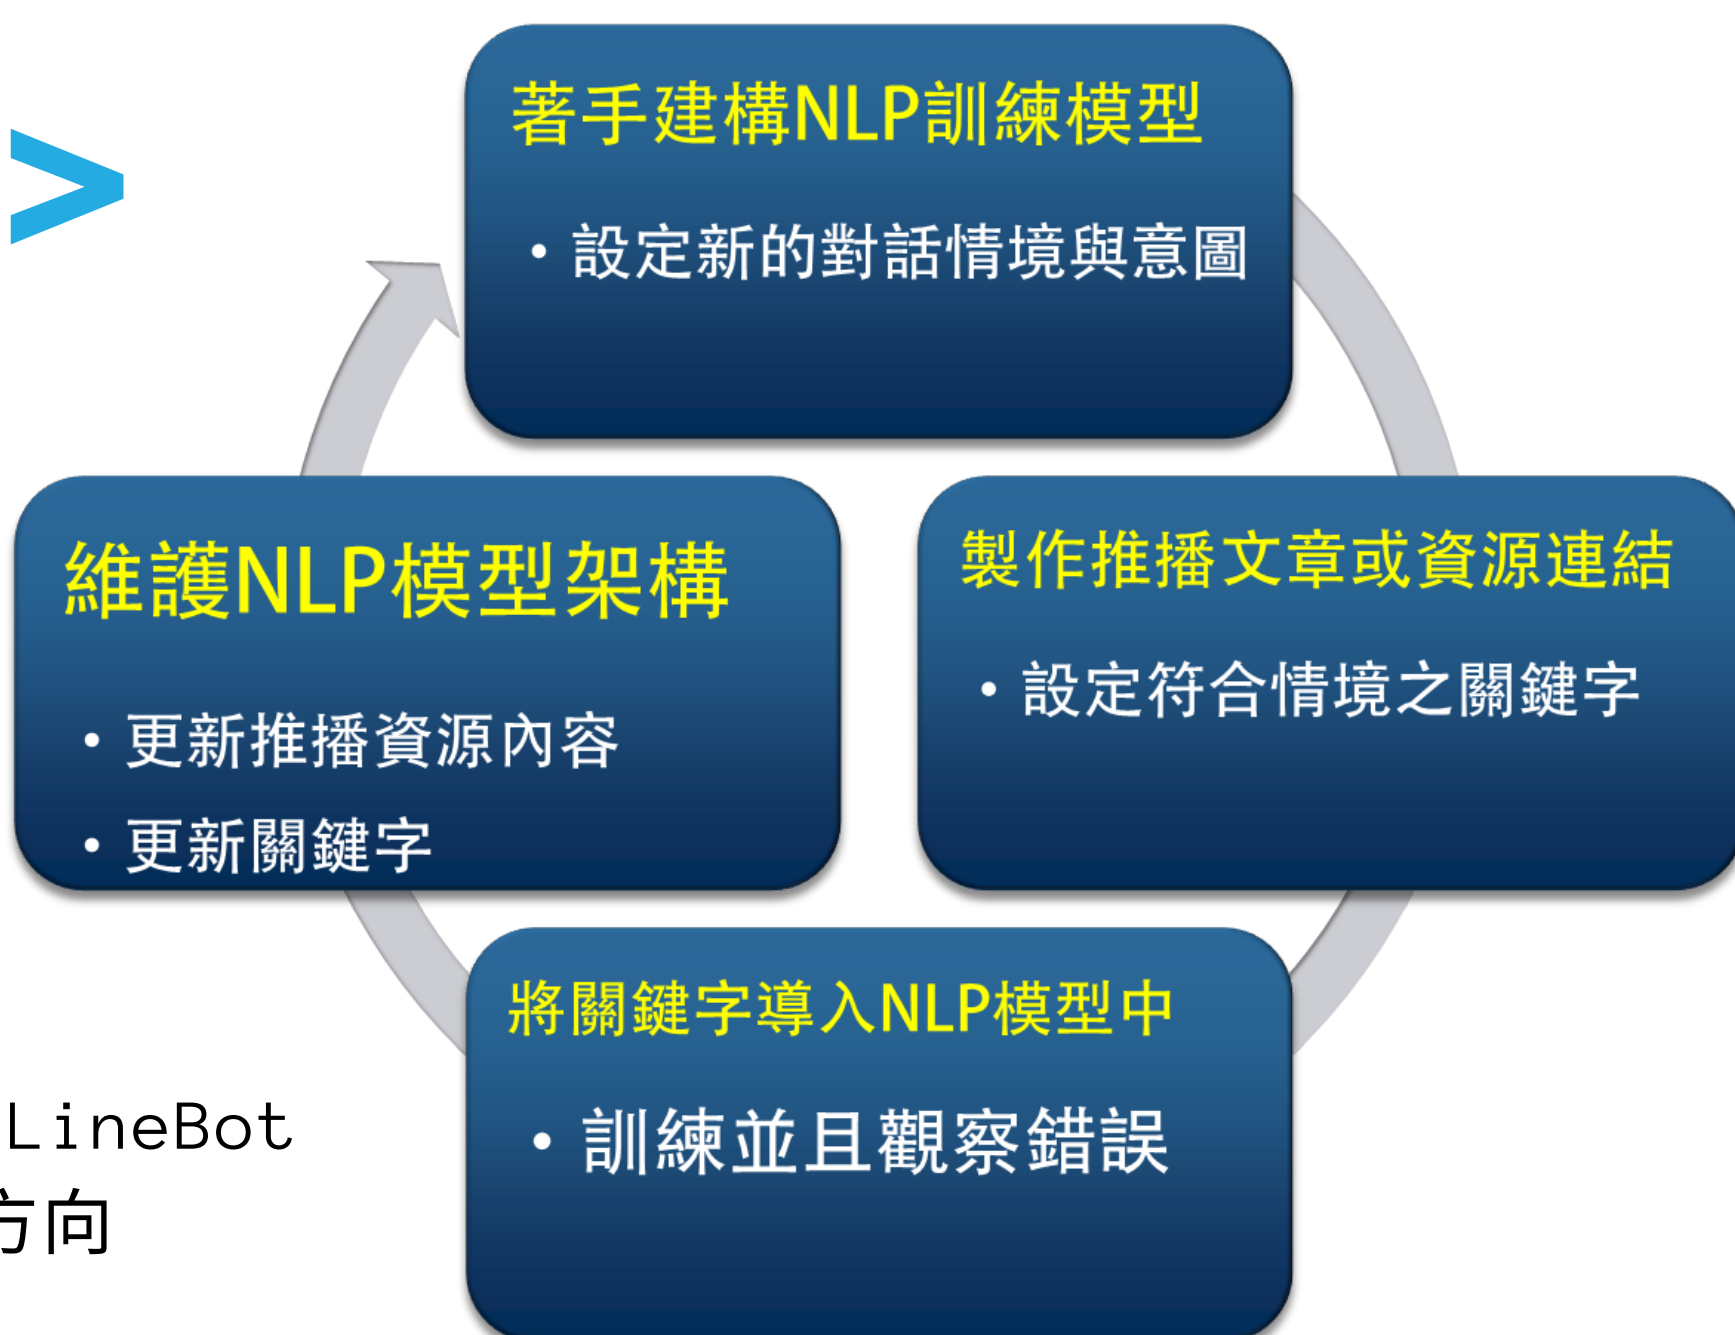 >
著手建構NLP訓練模型
• 設定新的對話情境與意圖
製作推播文章或資源連結
• 設定符合情境之關鍵字
將關鍵字導入NLP模型中
• 訓練並且觀察錯誤
維護NLP模型架構
• 更新推播資源內容
• 更新關鍵字
LineBot
方向